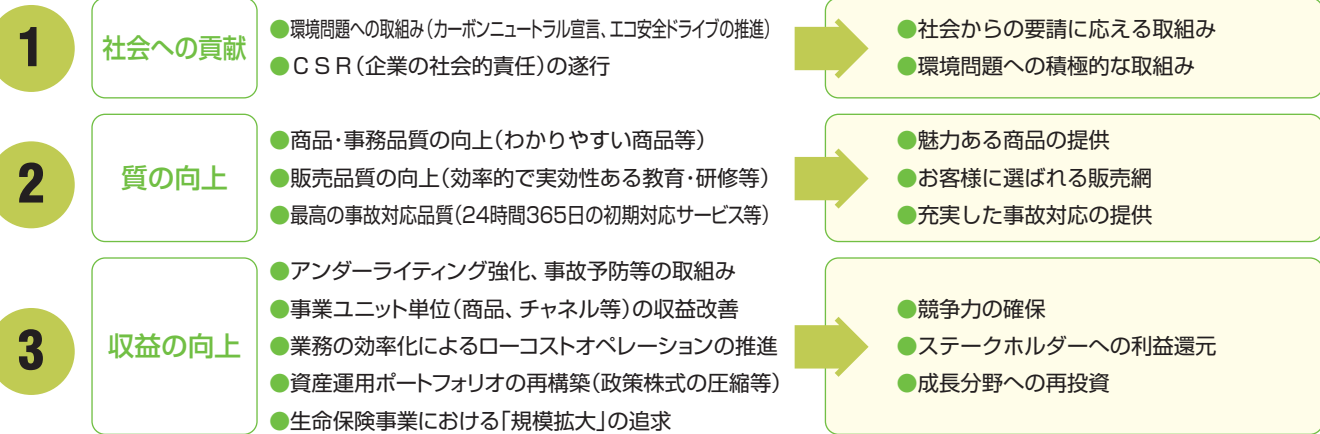 1
社会への貢献
●環境問題への取組み(カーボンニュートラル宣言、エコ安全ドライブの推進)
●CSR(企業の社会的責任)の遂行
●社会からの要請に応える取組み
●環境問題への積極的な取組み
2
質の向上
●商品・事務品質の向上(わかりやすい商品等)
●販売品質の向上(効率的で実効性ある教育・研修等)
●最高の事故対応品質(24時間365日の初期対応サービス等)
●魅力ある商品の提供
●お客様に選ばれる販売網
●充実した事故対応の提供
3
収益の向上
●アンダーライティング強化、事故予防等の取組み
●事業ユニット単位(商品、チャネル等)の収益改善
●業務の効率化によるローコストオペレーションの推進
●資産運用ポートフォリオの再構築(政策株式の圧縮等)
●生命保険事業における「規模拡大」の追求
●競争力の確保
●ステークホルダーへの利益還元
●成長分野への再投資